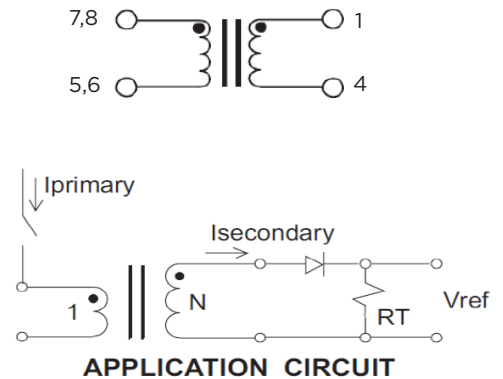 7,8 1
5,6 4
Iprimary
Isecondary
1 N RT Vref
APPLICATION CIRCUIT